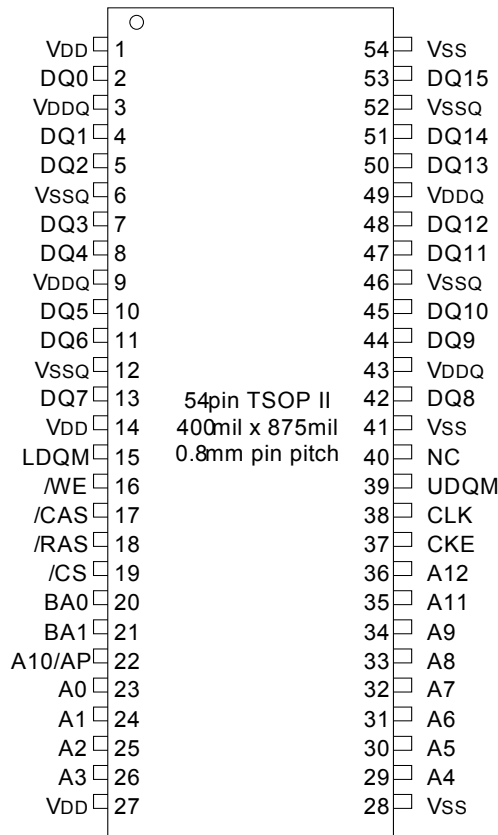 VDD 1 54 VSS
DQ0 2 53 DQ15
VDDQ 3 52 VSSQ
DQ1 4 51 DQ14
DQ2 5 50 DQ13
VSSQ 6 49 VDDQ
DQ3 7 48 DQ12
DQ4 8 47 DQ11
VDDQ 9 46 VSSQ
DQ5 10 45 DQ10
DQ6 11 44 DQ9
VSSQ 12 43 VDDQ
DQ7 13 54pin TSOP II 42 DQ8
VDD 14 400mil x 875mil 41 VSS
LDQM 15 0.8mm pin pitch 40 NC
/WE 16 39 UDQM
/CAS 17 38 CLK
/RAS 18 37 CKE
/CS 19 36 A12
BA0 20 35 A11
BA1 21 34 A9
A10/AP 22 33 A8
A0 23 32 A7
A1 24 31 A6
A2 25 30 A5
A3 26 29 A4
VDD 27 28 VSS